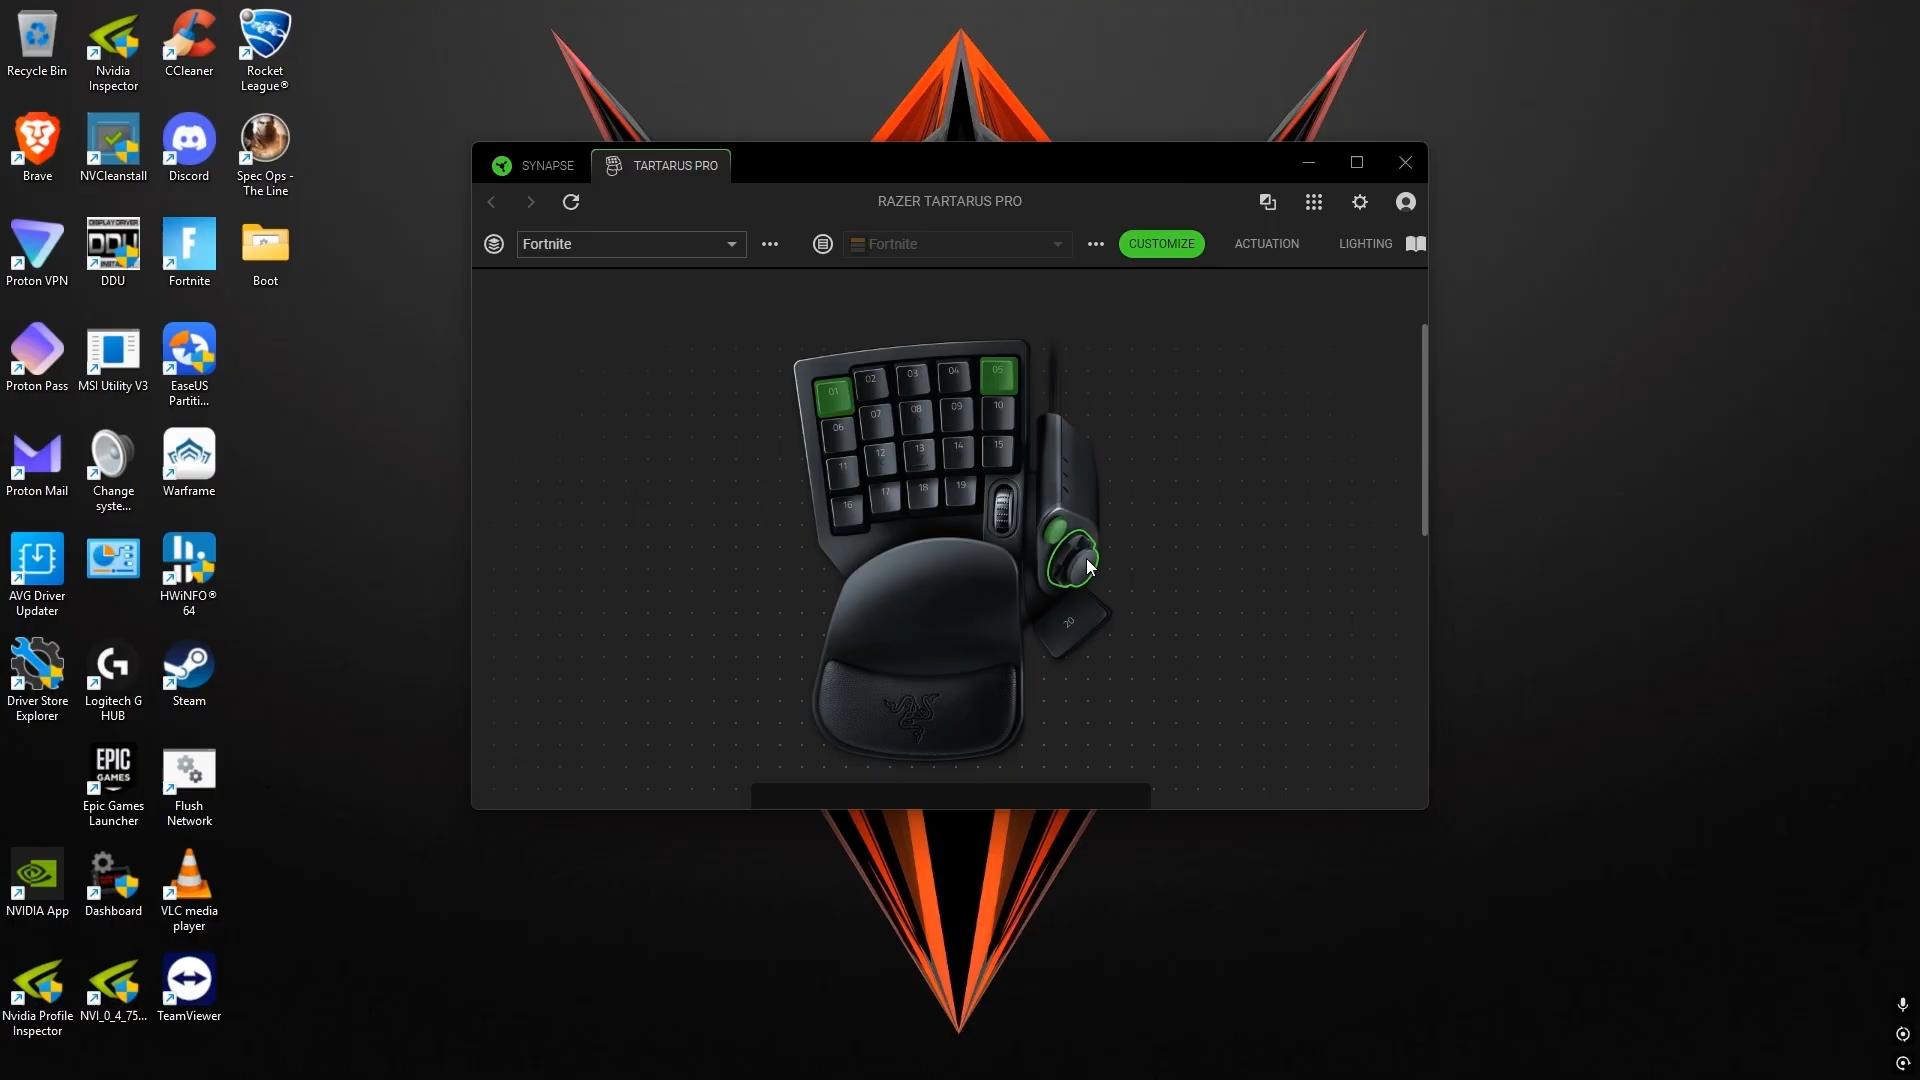 Recycle Bin
Nvidia
Inspector
CCleaner
Rocket
League®
Brave
NVCleanstall
Discord
Spec Ops -
The Line
Proton VPN
DISPLAY DRIVER
DDU
DDU
Fortnite
Boot
Proton Pass
MSI Utility V3
EaseUS
Partiti...
Proton Mail
Change
syste...
Warframe
AVG Driver
Updater
HWiNFO®
64
Driver Store
Explorer
Logitech G
HUB
Steam
EPIC
GAMES
Epic Games
Launcher
Flush
Network
NVIDIA App
Dashboard
VLC media
player
Nvidia Profile
Inspector
NVI_0_4_75...
TeamViewer
SYNAPSE
TARTARUS PRO
RAZER TARTARUS PRO
Fortnite
Fortnite
CUSTOMIZE
ACTUATION
LIGHTING
01
02
03
04
05
06
07
08
09
10
11
12
13
14
15
16
17
18
19
20